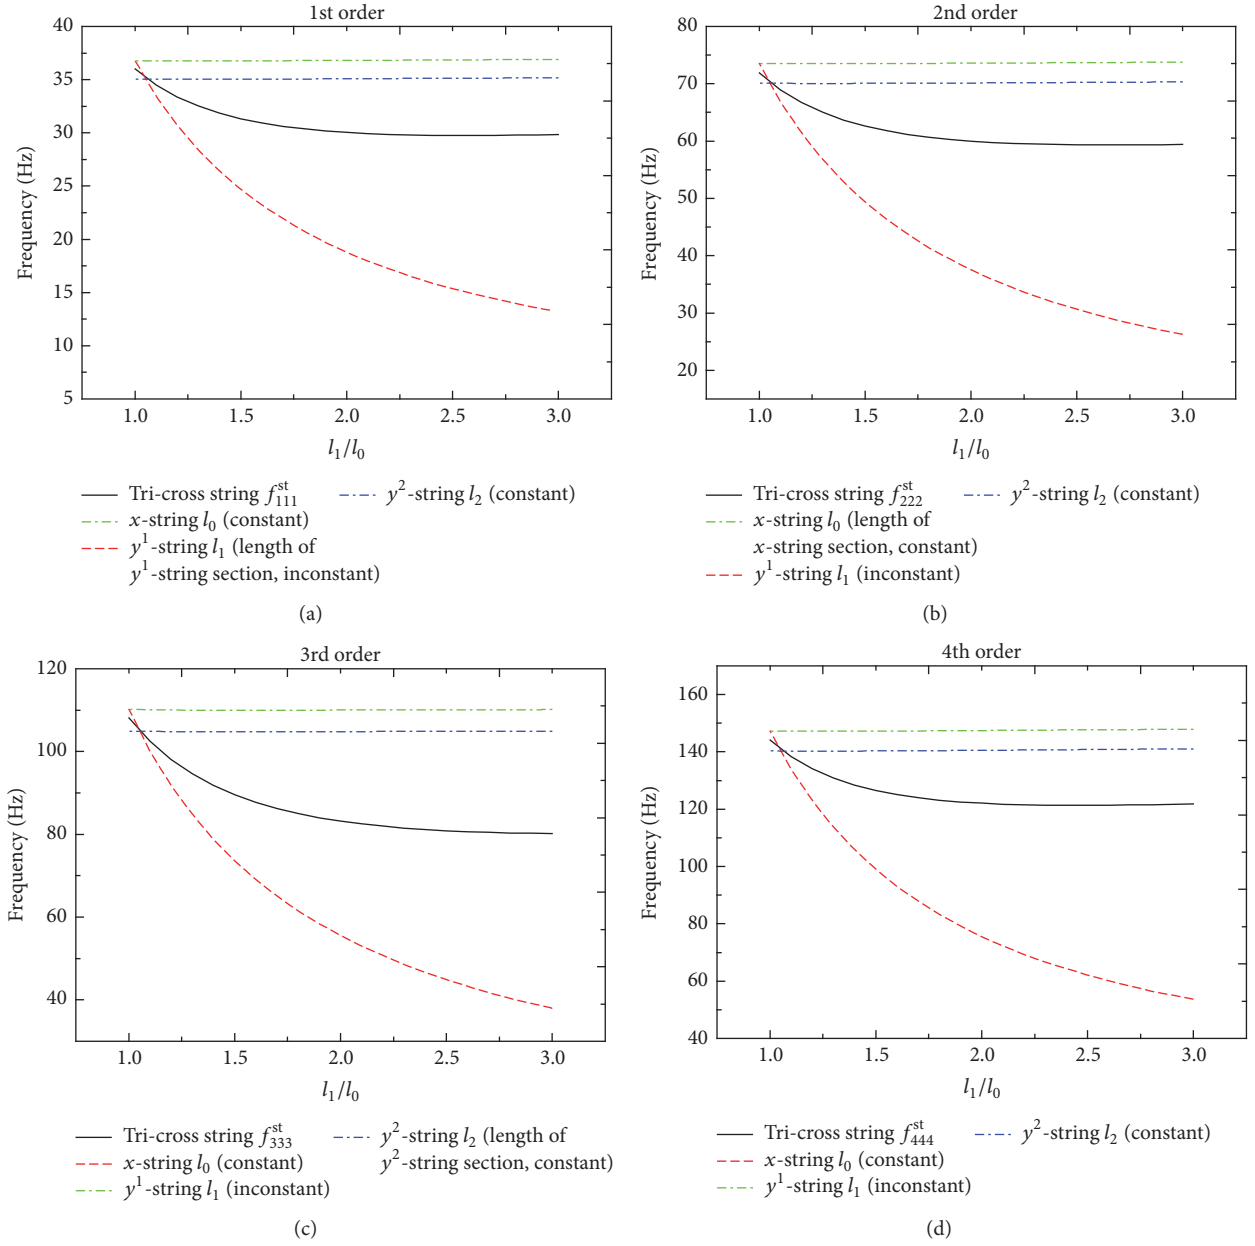 1st order
40
35
30
25
20
15
10
5
Frequency (Hz)
1.0 1.5 2.0 2.5 3.0
l₁/l₀
Tri-cross string f₁₁₁ˢᵗ
y²-string l₂ (constant)
x-string l₀ (constant)
y¹-string l₁ (length of
y¹-string section, inconstant)
(a)
2nd order
80
70
60
50
40
30
20
Frequency (Hz)
1.0 1.5 2.0 2.5 3.0
l₁/l₀
Tri-cross string f₂₂₂ˢᵗ
y²-string l₂ (constant)
x-string l₀ (length of
x-string section, constant)
y¹-string l₁ (inconstant)
(b)
3rd order
120
100
80
60
40
Frequency (Hz)
1.0 1.5 2.0 2.5 3.0
l₁/l₀
Tri-cross string f₃₃₃ˢᵗ
y²-string l₂ (length of
y²-string section, constant)
x-string l₀ (constant)
y¹-string l₁ (inconstant)
(c)
4th order
160
140
120
100
80
60
40
Frequency (Hz)
1.0 1.5 2.0 2.5 3.0
l₁/l₀
Tri-cross string f₄₄₄ˢᵗ
y²-string l₂ (constant)
x-string l₀ (constant)
y¹-string l₁ (inconstant)
(d)